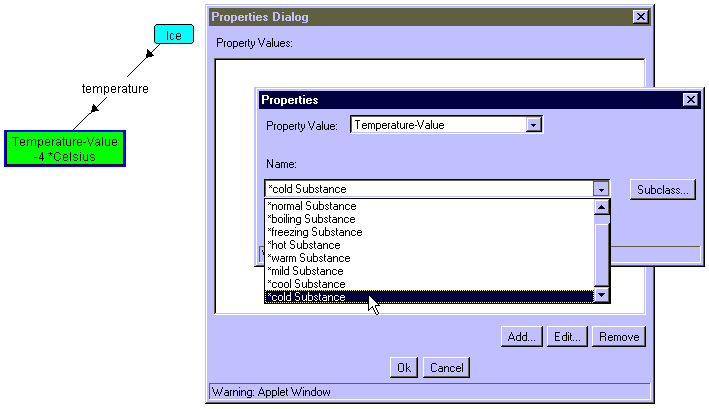 Ice
temperature
Temperature-Value
-4 *Celsius
Properties Dialog
Property Values:
Properties
Property Value: Temperature-Value
Name:
*cold Substance
Subclass...
*normal Substance
*boiling Substance
*freezing Substance
*hot Substance
*warm Substance
*mild Substance
*cool Substance
*cold Substance
Add... Edit... Remove
Ok Cancel
Warning: Applet Window